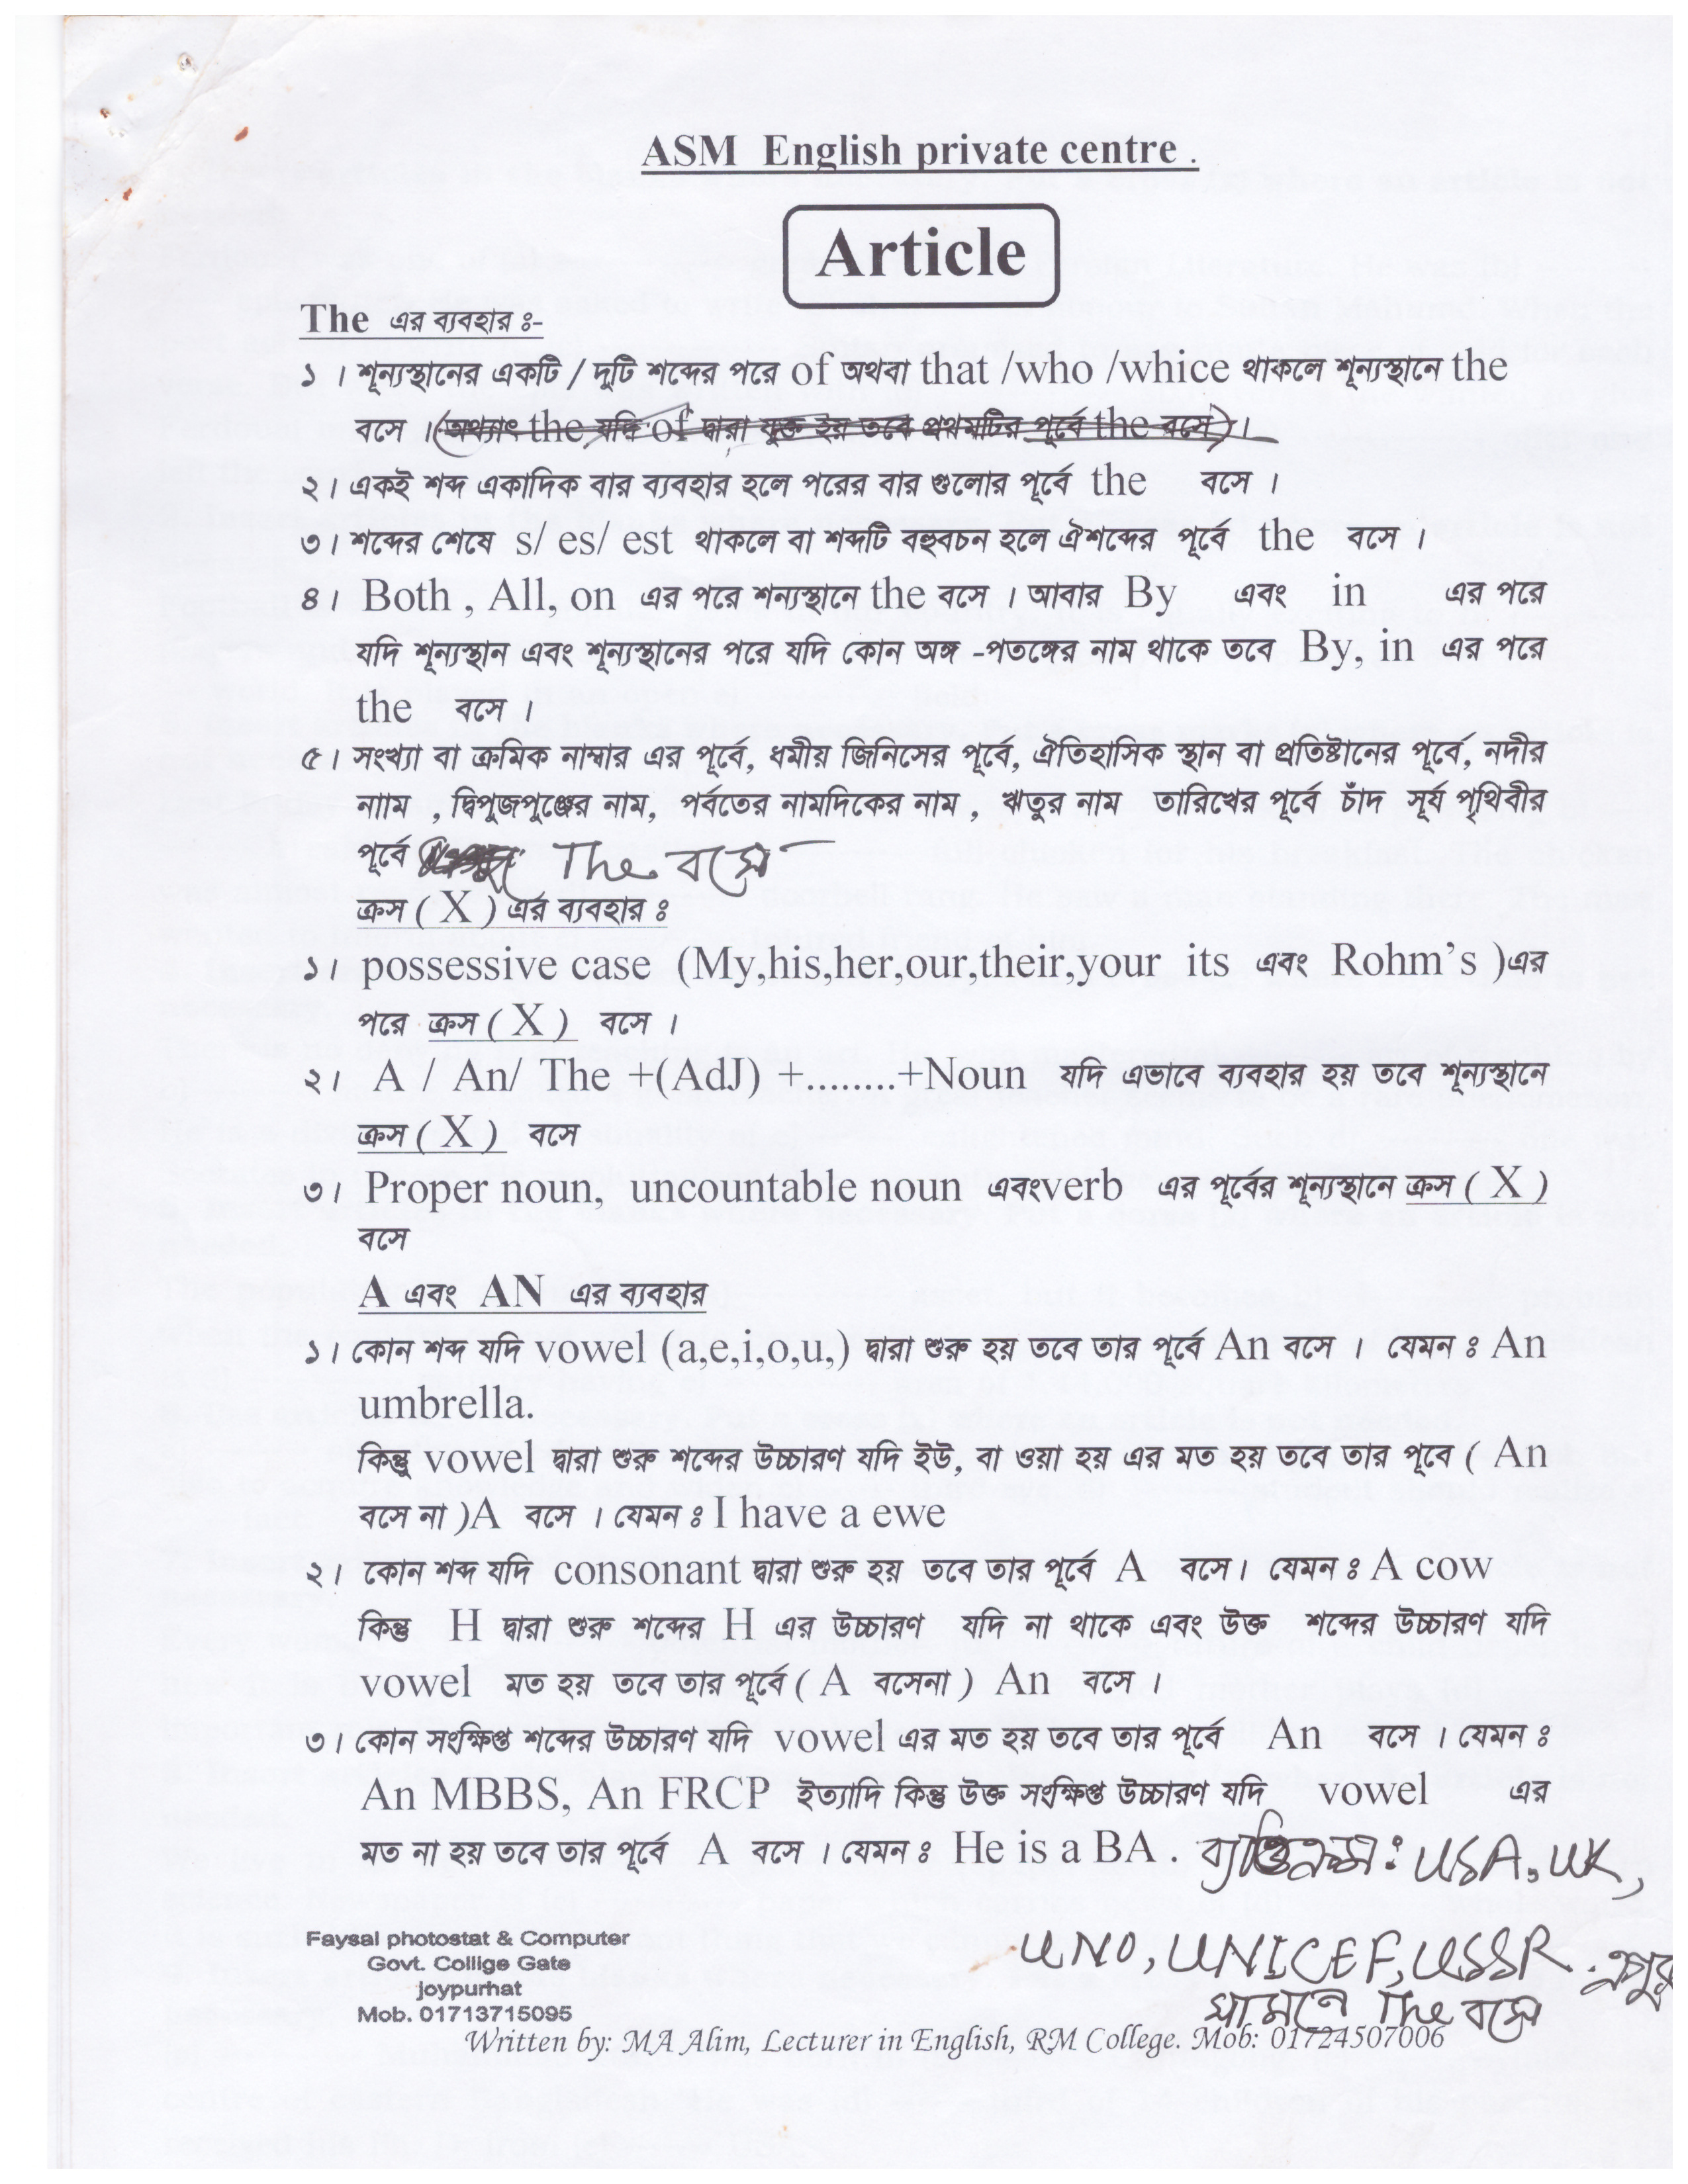 ASM English private centre .
Article
The এর ব্যবহার ঃ-
১ । শূন্যস্থানের একটি / দুটি শব্দের পরে of অথবা that /who /whice থাকলে শূন্যস্থানে the
বসে । (অথ্যাৎ the যদি of দ্বারা যুক্ত ইর তবে প্রথমটির পূর্বে the বসে) ।
২। একই শব্দ একাদিক বার ব্যবহার হলে পরের বার গুলোর পূর্বে the বসে ।
৩। শব্দের শেষে s/ es/ est থাকলে বা শব্দটি বহুবচন হলে ঐশব্দের পূর্বে the বসে ।
৪। Both , All, on এর পরে শন্যস্থানে the বসে । আবার By এবং in এর পরে
যদি শূন্যস্থান এবং শূন্যস্থানের পরে যদি কোন অঙ্গ -পতঙ্গের নাম থাকে তবে By, in এর পরে
the বসে ।
৫। সংখ্যা বা ক্রমিক নাম্বার এর পূর্বে, ধমীয় জিনিসের পূর্বে, ঐতিহাসিক স্থান বা প্রতিষ্টানের পূর্বে, নদীর
নাাম , দ্বিপুজপুঞ্জের নাম, পর্বতের নামদিকের নাম , ঋতুর নাম তারিখের পূর্বে চাঁদ সূর্য পৃথিবীর
পূর্বে The বসে
ক্রস ( X ) এর্র ব্যবহার ঃ
১। possessive case (My,his,her,our,their,your its এবং Rohm's )এর
পরে ক্রস ( X ) বসে ।
২। A / An/ The +(AdJ) +........+Noun যদি এভাবে ব্যবহার হয় তবে শূন্যস্থানে
ক্রস ( X ) বসে
৩। Proper noun, uncountable noun এবংverb এর পূর্বের শূন্যস্থানে ক্রস ( X )
বসে
A এবং AN এর ব্যবহার
১। কোন শব্দ যদি vowel (a,e,i,o,u,) দ্বারা শুরু হয় তবে তার পূর্বে An বসে । যেমন ঃ An
umbrella.
কিন্তু vowel দ্বারা শুরু শব্দের উচ্চারণ যদি ইউ, বা ওয়া হয় এর মত হয় তবে তার পূবে ( An
বসে না )A বসে । যেমন ঃ I have a ewe
২। কোন শব্দ যদি consonant দ্বারা শুরু হয় তবে তার পূর্বে A বসে। যেমন ঃ A cow
কিন্তু H দ্বারা শুরু শব্দের H এর উচ্চারণ যদি না থাকে এবং উক্ত শব্দের উচ্চারণ যদি
vowel মত হয় তবে তার পূর্বে ( A বসেনা ) An বসে ।
৩। কোন সংক্ষিপ্ত শব্দের উচ্চারণ যদি vowel এর মত হয় তবে তার পূর্বে An বসে । যেমন ঃ
An MBBS, An FRCP ইত্যাদি কিন্তু উক্ত সংক্ষিপ্ত উচ্চারণ যদি vowel এর
মত না হয় তবে তার পূর্বে A বসে । যেমন ঃ He is a BA . ব্যতিক্রম : USA, UK,
UNO, UNICEF, USSR.
সামনে The বসে
Faysal photostat & Computer
Govt. Collige Gate
joypurhat
Mob. 01713715095
Written by: MA Alim, Lecturer in English, RM College. Mob: 01724507006